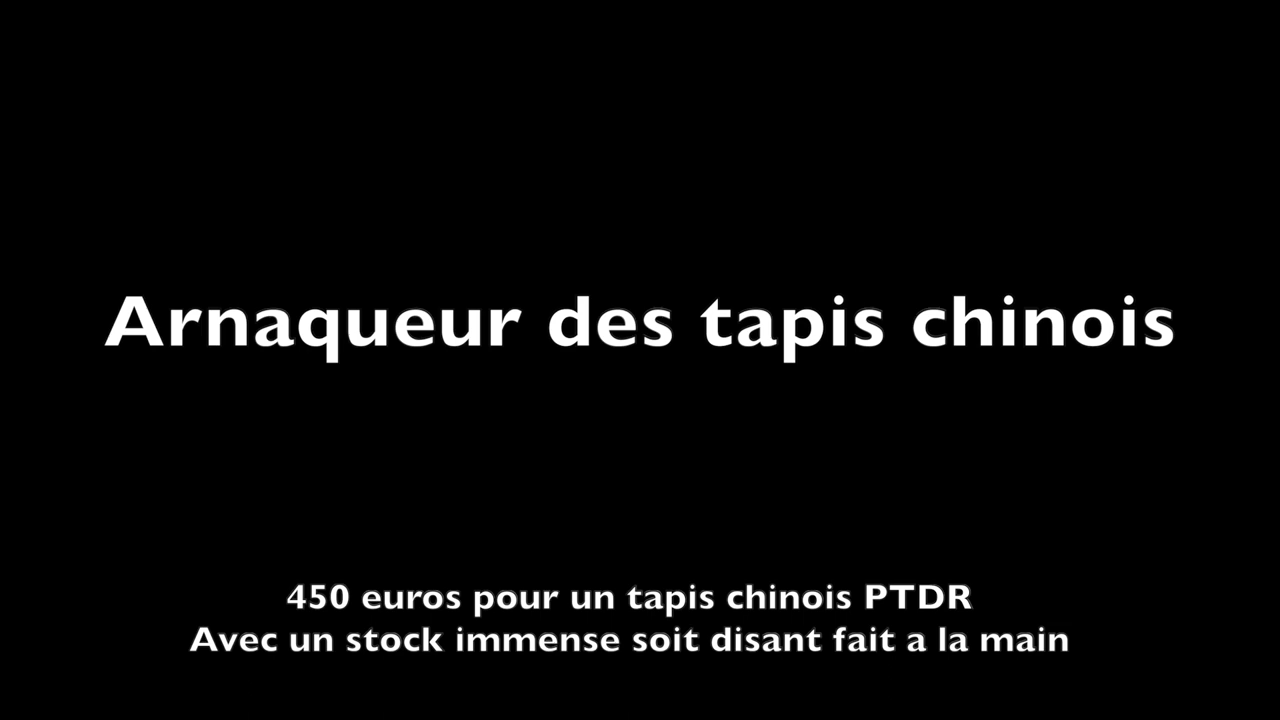 Arnaqueur des tapis chinois
450 euros pour un tapis chinois PTDR
Avec un stock immense soit disant fait a la main